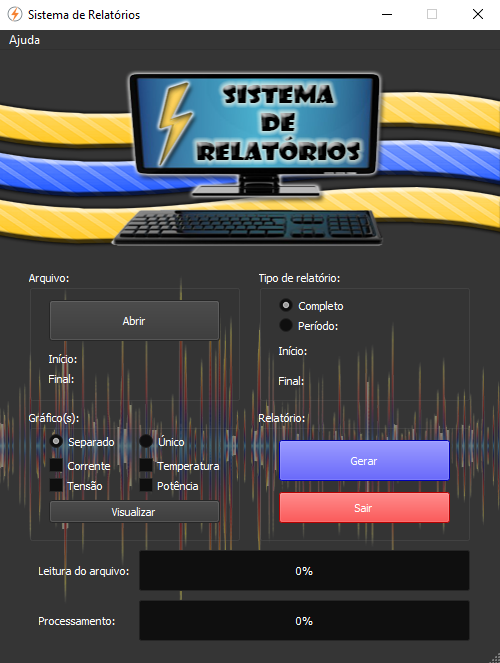 Sistema de Relatórios
Ajuda
SISTEMA
DE
RELATÓRIOS
Arquivo:
Abrir
Início:
Final:
Tipo de relatório:
Completo
Período:
Início:
Final:
Gráfico(s):
Separado
Único
Corrente
Temperatura
Tensão
Potência
Visualizar
Relatório:
Gerar
Sair
Leitura do arquivo:
0%
Processamento:
0%